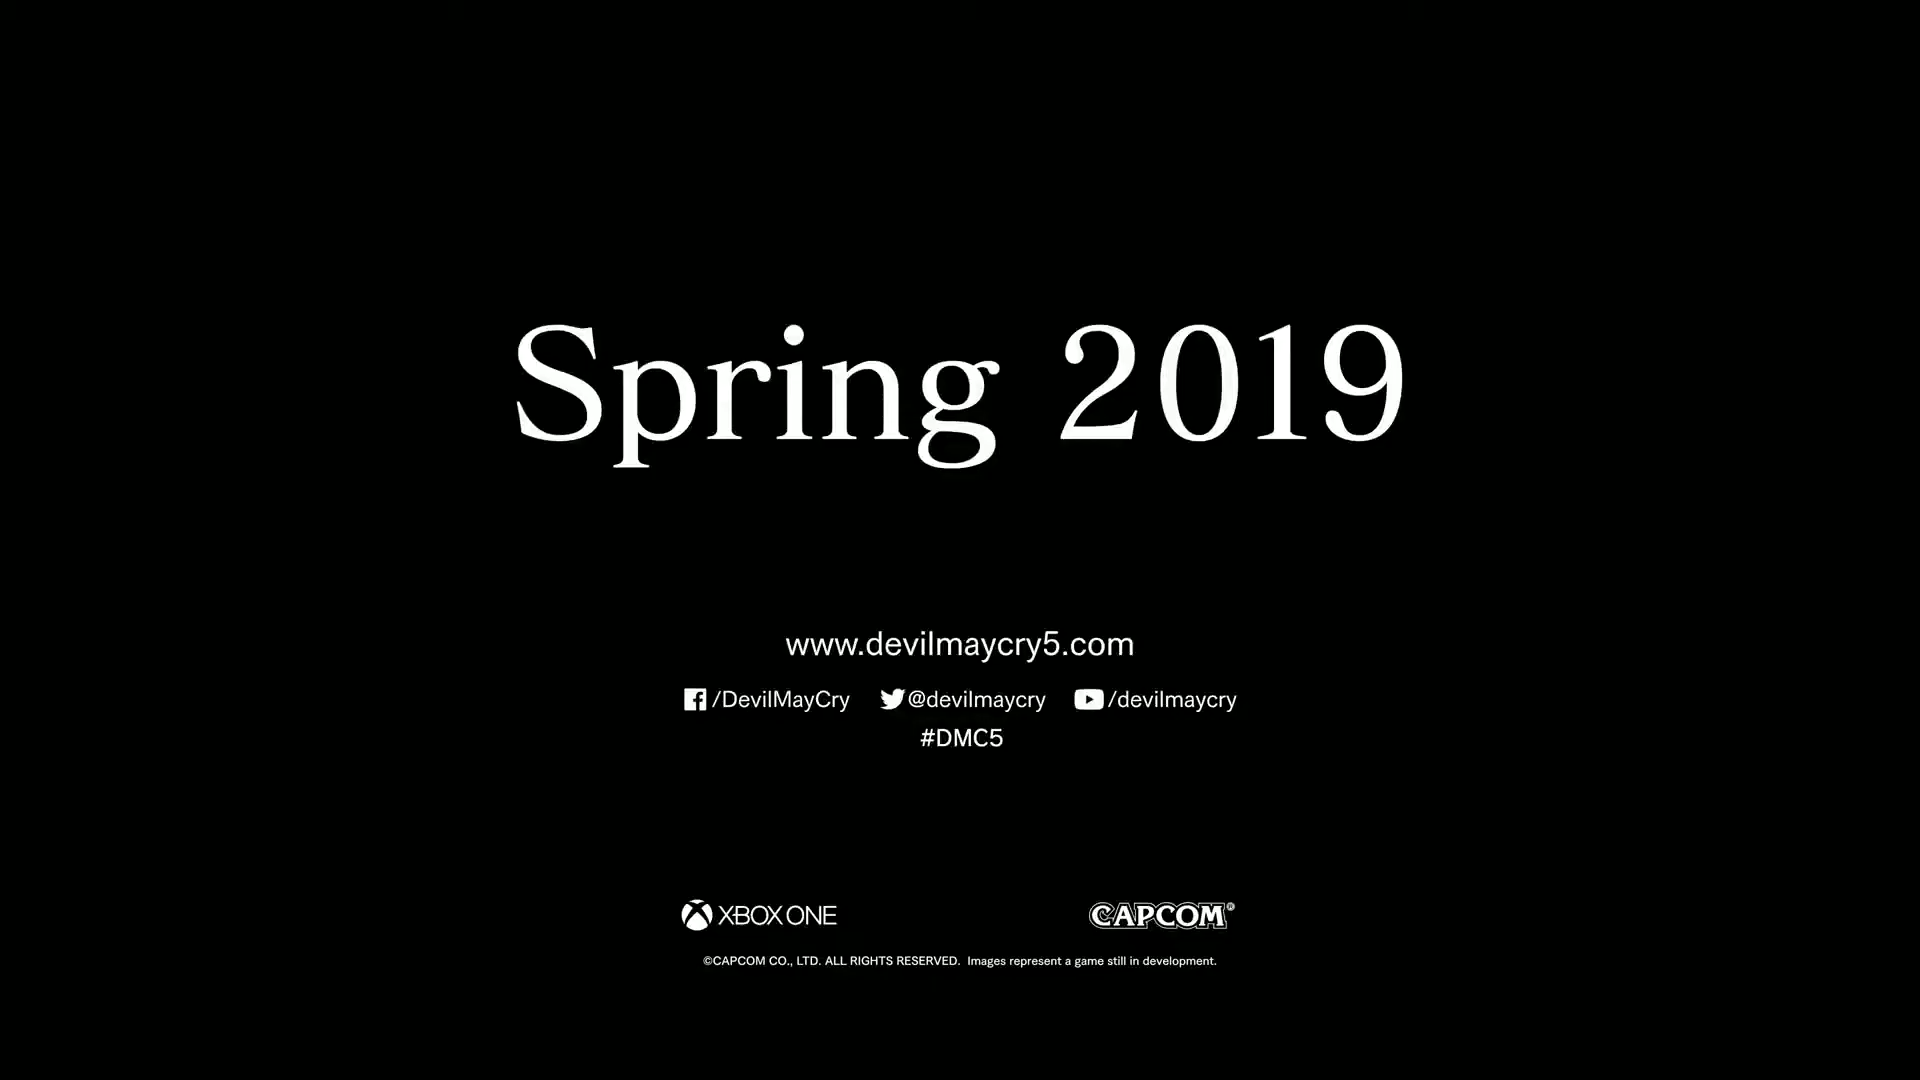 Spring 2019
www.devilmaycry5.com
/DevilMayCry @devilmaycry /devilmaycry
#DMC5
XBOX ONE CAPCOM®
©CAPCOM CO., LTD. ALL RIGHTS RESERVED. Images represent a game still in development.